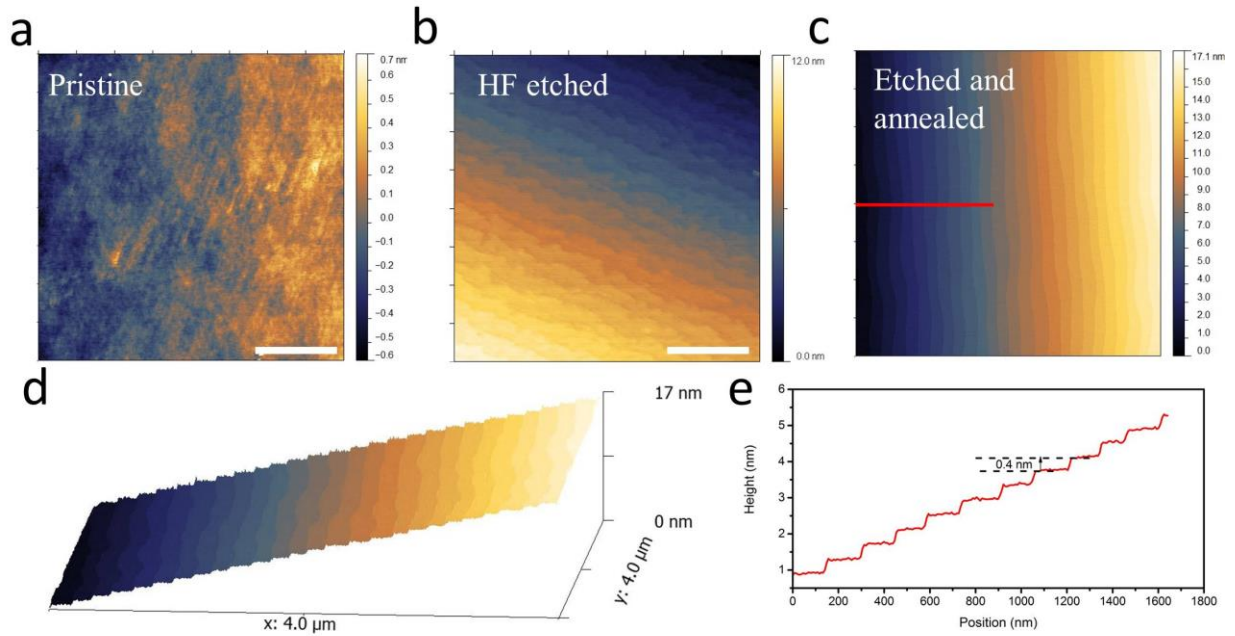 a
Pristine
0.7 nm
0.6
0.5
0.4
0.3
0.2
0.1
0.0
−0.1
−0.2
−0.3
−0.4
−0.5
−0.6
b
HF etched
12.0 nm
0.0 nm
c
Etched and
annealed
17.1 nm
15.0
14.0
13.0
12.0
11.0
10.0
9.0
8.0
7.0
6.0
5.0
4.0
3.0
2.0
1.0
0.0
d
17 nm
0 nm
y: 4.0 µm
x: 4.0 µm
e
Height (nm)
6
5
4
3
2
1
0.4 nm
0 200 400 600 800 1000 1200 1400 1600 1800
Position (nm)